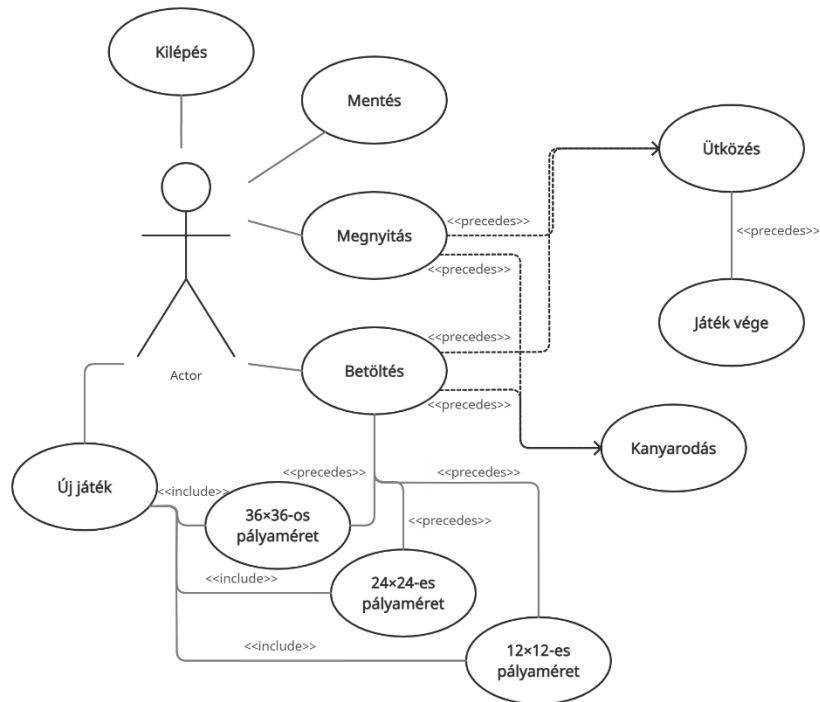 Kilépés
Mentés
Ütközés
<<precedes>>
Megnyitás
<<precedes>>
<<precedes>>
<<precedes>>
Játék vége
Betöltés
Actor
<<precedes>>
Kanyarodás
<<precedes>>
<<precedes>>
Új játék
<<include>>
36×36-os
pályaméret
<<precedes>>
<<include>>
24×24-es
pályaméret
<<include>>
12×12-es
pályaméret